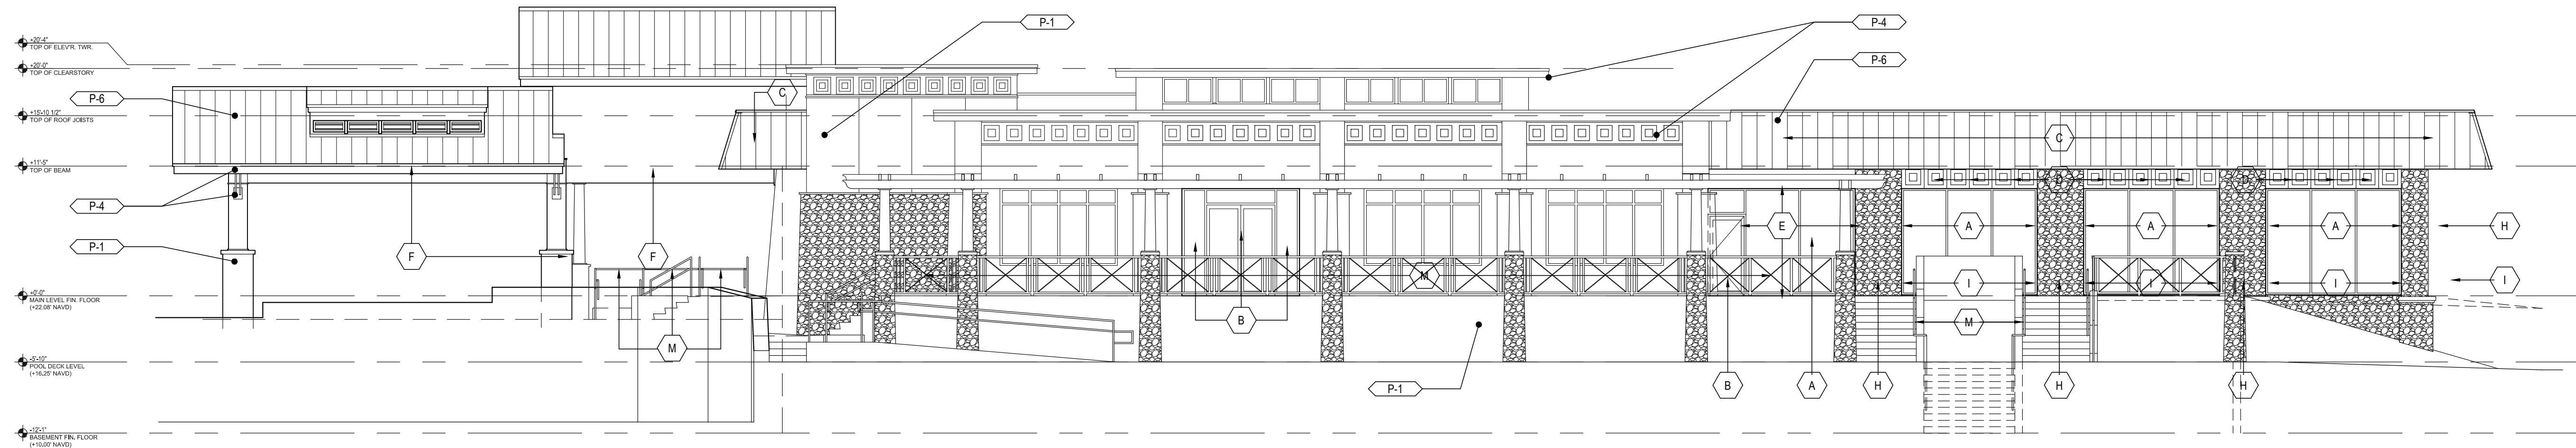 +20'-4"
TOP OF ELEV'R. TWR.
+20'-0"
TOP OF CLEARSTORY
+15'-10 1/2"
TOP OF ROOF JOISTS
+11'-5"
TOP OF BEAM
+0'-0"
MAIN LEVEL FIN. FLOOR
(+22.08' NAVD)
-5'-10"
POOL DECK LEVEL
(+16.25' NAVD)
-12'-1"
BASEMENT FIN. FLOOR
(+10.00' NAVD)
P-6
P-4
P-1
P-1
P-4
P-6
C
C
D
D
F
F
E
A
A
A
H
M
I
I
I
I
M
B
M
P-1
B
A
H
H
H
M